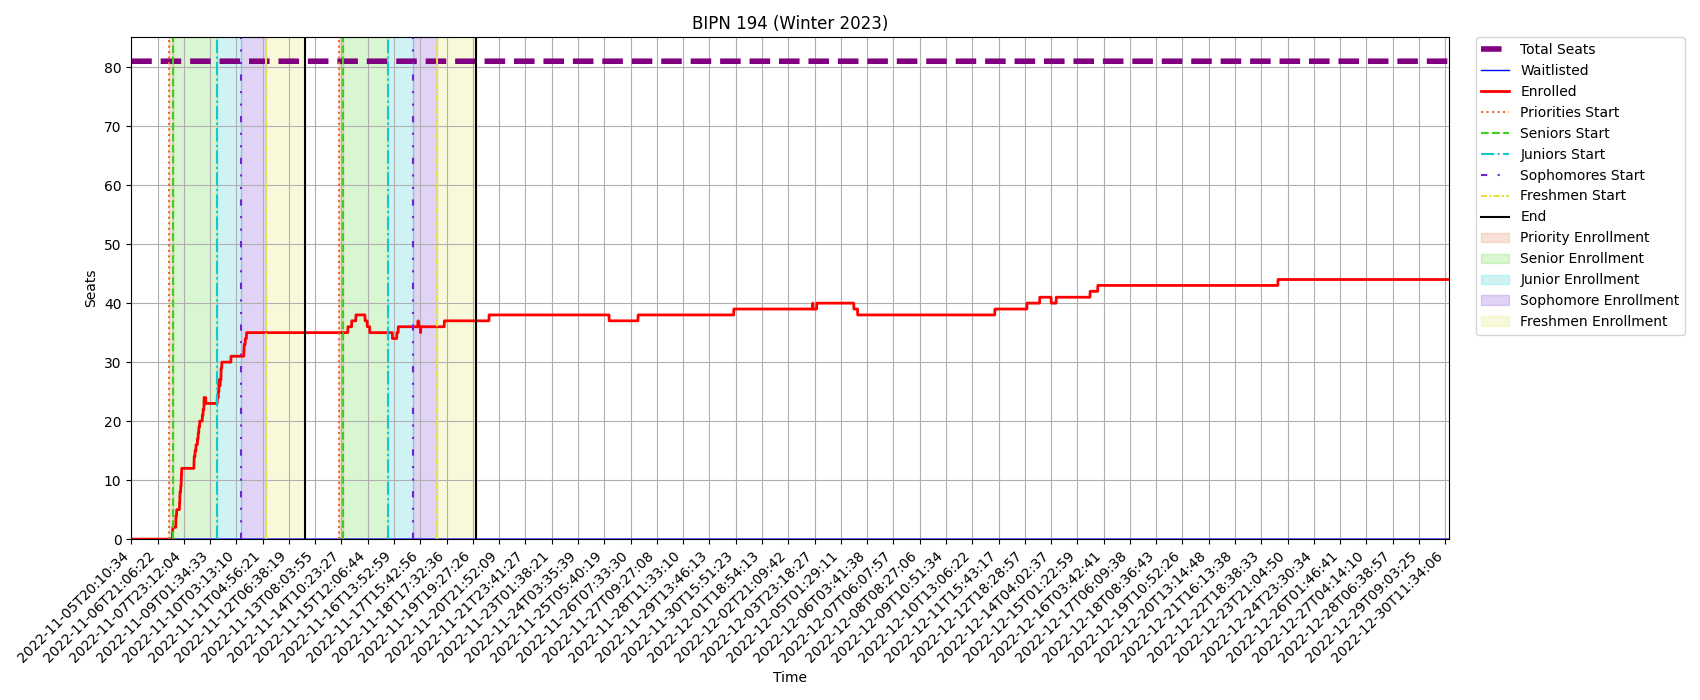 BIPN 194 (Winter 2023)
80
70
60
50
40
30
20
10
0
Seats
2022-11-05T20:10:34
2022-11-06T21:06:22
2022-11-07T23:12:04
2022-11-09T01:34:33
2022-11-10T03:13:10
2022-11-11T04:56:21
2022-11-12T06:38:19
2022-11-13T08:03:55
2022-11-14T10:23:27
2022-11-15T12:06:44
2022-11-16T13:52:59
2022-11-17T15:42:56
2022-11-18T17:32:36
2022-11-19T19:27:26
2022-11-20T21:52:09
2022-11-21T23:41:27
2022-11-23T01:38:21
2022-11-24T03:35:39
2022-11-25T05:40:19
2022-11-26T07:33:30
2022-11-27T09:27:08
2022-11-28T11:33:10
2022-11-29T13:46:13
2022-11-30T15:51:23
2022-12-01T18:54:13
2022-12-02T21:09:42
2022-12-03T23:18:27
2022-12-05T01:29:11
2022-12-06T03:41:38
2022-12-07T06:07:57
2022-12-08T08:27:06
2022-12-09T10:51:34
2022-12-10T13:06:22
2022-12-11T15:43:17
2022-12-12T18:28:57
2022-12-14T04:02:37
2022-12-15T01:22:59
2022-12-16T03:42:41
2022-12-17T06:09:38
2022-12-18T08:36:43
2022-12-19T10:52:26
2022-12-20T13:14:48
2022-12-21T16:13:38
2022-12-22T18:38:33
2022-12-23T21:04:50
2022-12-24T23:30:34
2022-12-26T01:46:41
2022-12-27T04:14:10
2022-12-28T06:38:57
2022-12-29T09:03:25
2022-12-30T11:34:06
Time
Total Seats
Waitlisted
Enrolled
Priorities Start
Seniors Start
Juniors Start
Sophomores Start
Freshmen Start
End
Priority Enrollment
Senior Enrollment
Junior Enrollment
Sophomore Enrollment
Freshmen Enrollment